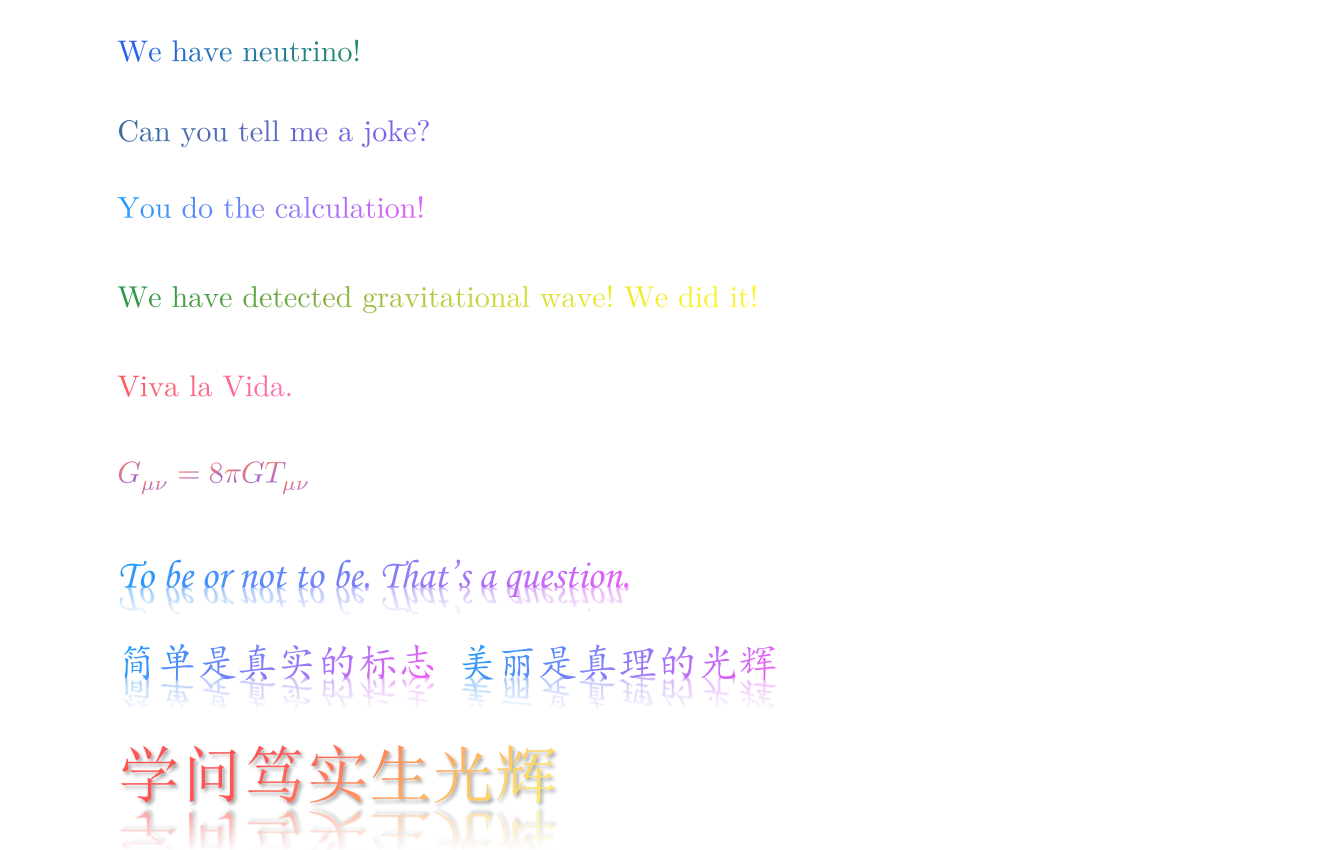 We have neutrino!
Can you tell me a joke?
You do the calculation!
We have detected gravitational wave! We did it!
Viva la Vida.
$G_{\mu\nu} = 8\pi G T_{\mu\nu}$
To be or not to be. That's a question.
简单是真实的标志 美丽是真理的光辉
学问笃实生光辉